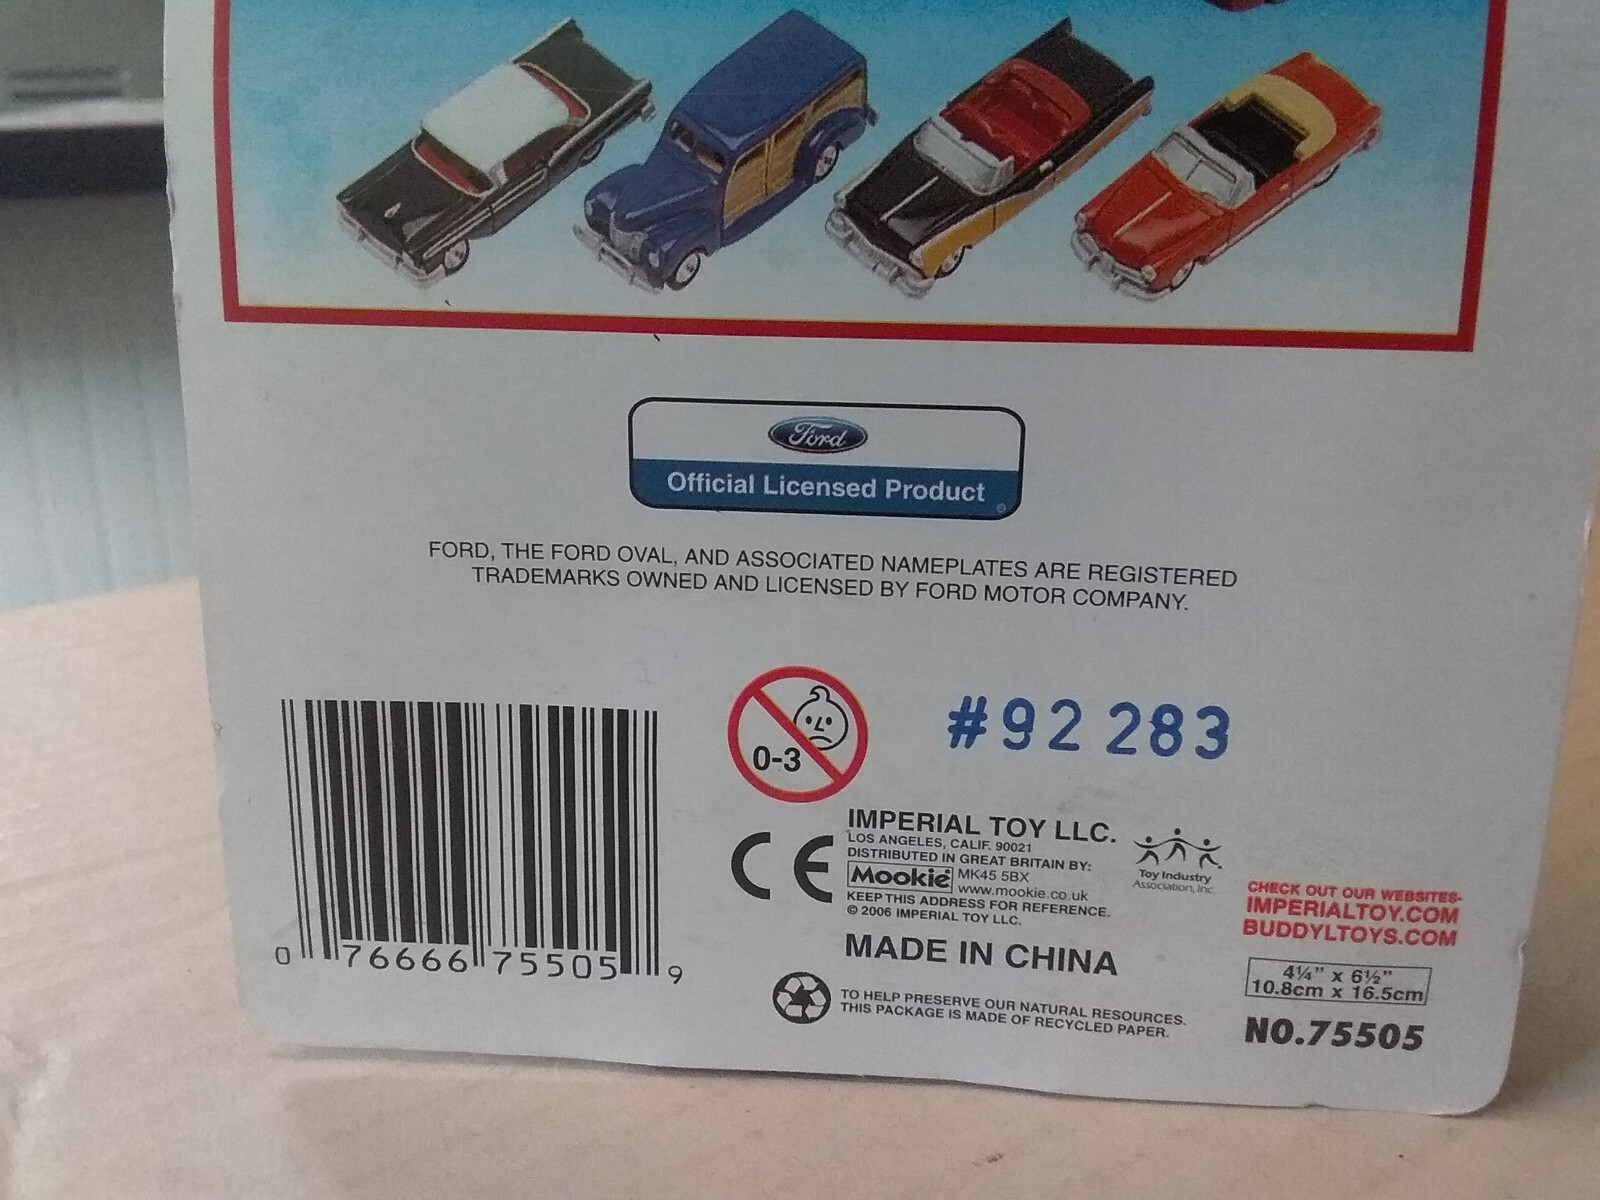 Ford
Official Licensed Product
®
FORD, THE FORD OVAL, AND ASSOCIATED NAMEPLATES ARE REGISTERED
TRADEMARKS OWNED AND LICENSED BY FORD MOTOR COMPANY.
0-3
#92 283
IMPERIAL TOY LLC.
LOS ANGELES, CALIF. 90021
DISTRIBUTED IN GREAT BRITAIN BY:
Mookie MK45 5BX
www.mookie.co.uk
KEEP THIS ADDRESS FOR REFERENCE.
© 2006 IMPERIAL TOY LLC.
CE
Toy Industry
Association, Inc.
MADE IN CHINA
TO HELP PRESERVE OUR NATURAL RESOURCES.
THIS PACKAGE IS MADE OF RECYCLED PAPER.
CHECK OUT OUR WEBSITES-
IMPERIALTOY.COM
BUDDYLTOYS.COM
4¼” x 6½”
10.8cm x 16.5cm
NO.75505
0 76666 75505 9